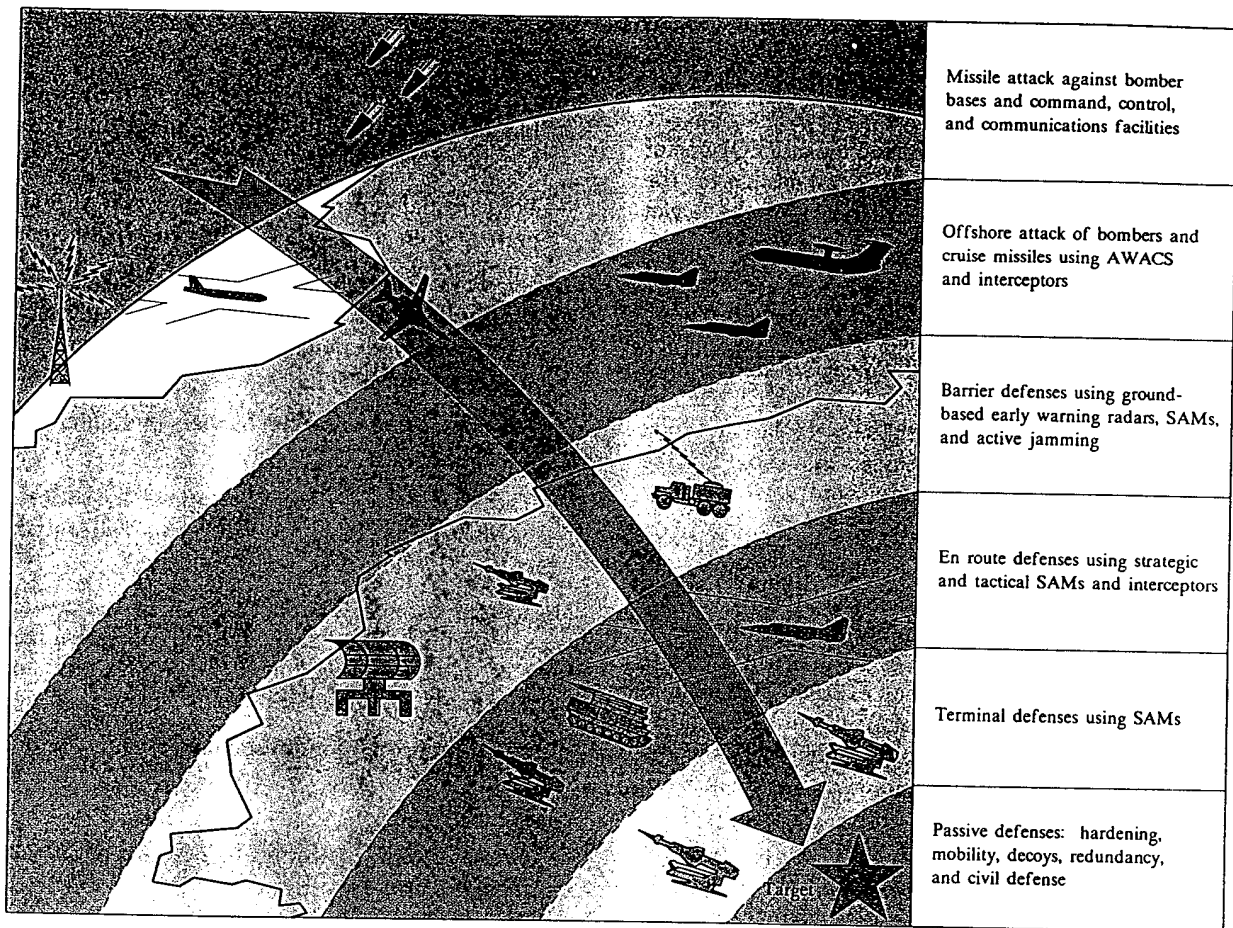 Missile attack against bomber
bases and command, control,
and communications facilities
Offshore attack of bombers and
cruise missiles using AWACS
and interceptors
Barrier defenses using ground-
based early warning radars, SAMs,
and active jamming
En route defenses using strategic
and tactical SAMs and interceptors
Terminal defenses using SAMs
Passive defenses: hardening,
mobility, decoys, redundancy,
and civil defense
Target